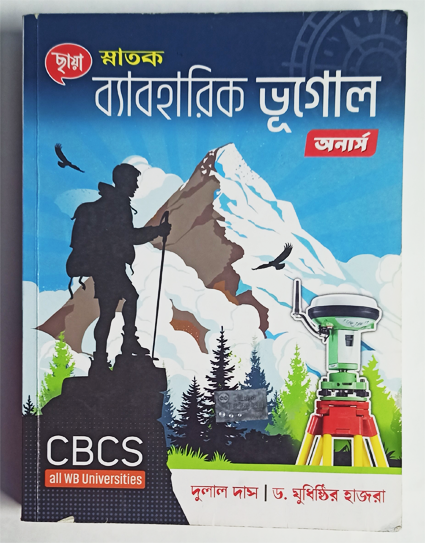 ছায়া
স্নাতক
ব্যাবহারিক ভূগোল
অনার্স
CBCS
all WB Universities
দুলাল দাস | ড. যুধিষ্ঠির হাজরা